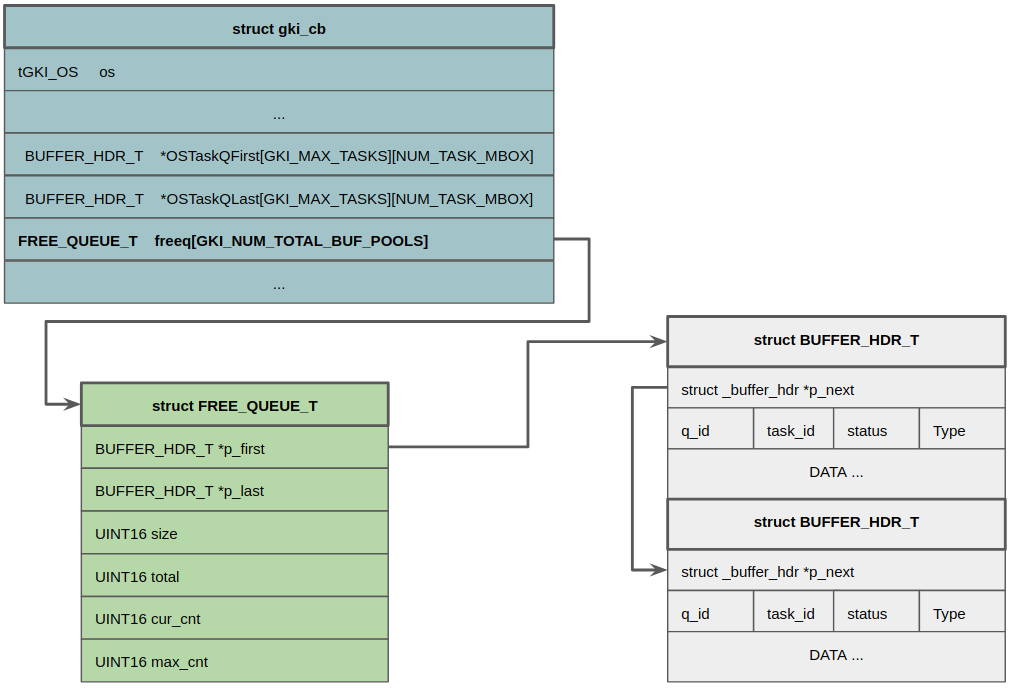 struct gki_cb
tGKI_OS os
...
BUFFER_HDR_T *OSTaskQFirst[GKI_MAX_TASKS][NUM_TASK_MBOX]
BUFFER_HDR_T *OSTaskQLast[GKI_MAX_TASKS][NUM_TASK_MBOX]
FREE_QUEUE_T freeq[GKI_NUM_TOTAL_BUF_POOLS]
...
struct FREE_QUEUE_T
BUFFER_HDR_T *p_first
BUFFER_HDR_T *p_last
UINT16 size
UINT16 total
UINT16 cur_cnt
UINT16 max_cnt
struct BUFFER_HDR_T
struct _buffer_hdr *p_next
q_id task_id status Type
DATA ...
struct BUFFER_HDR_T
struct _buffer_hdr *p_next
q_id task_id status Type
DATA ...